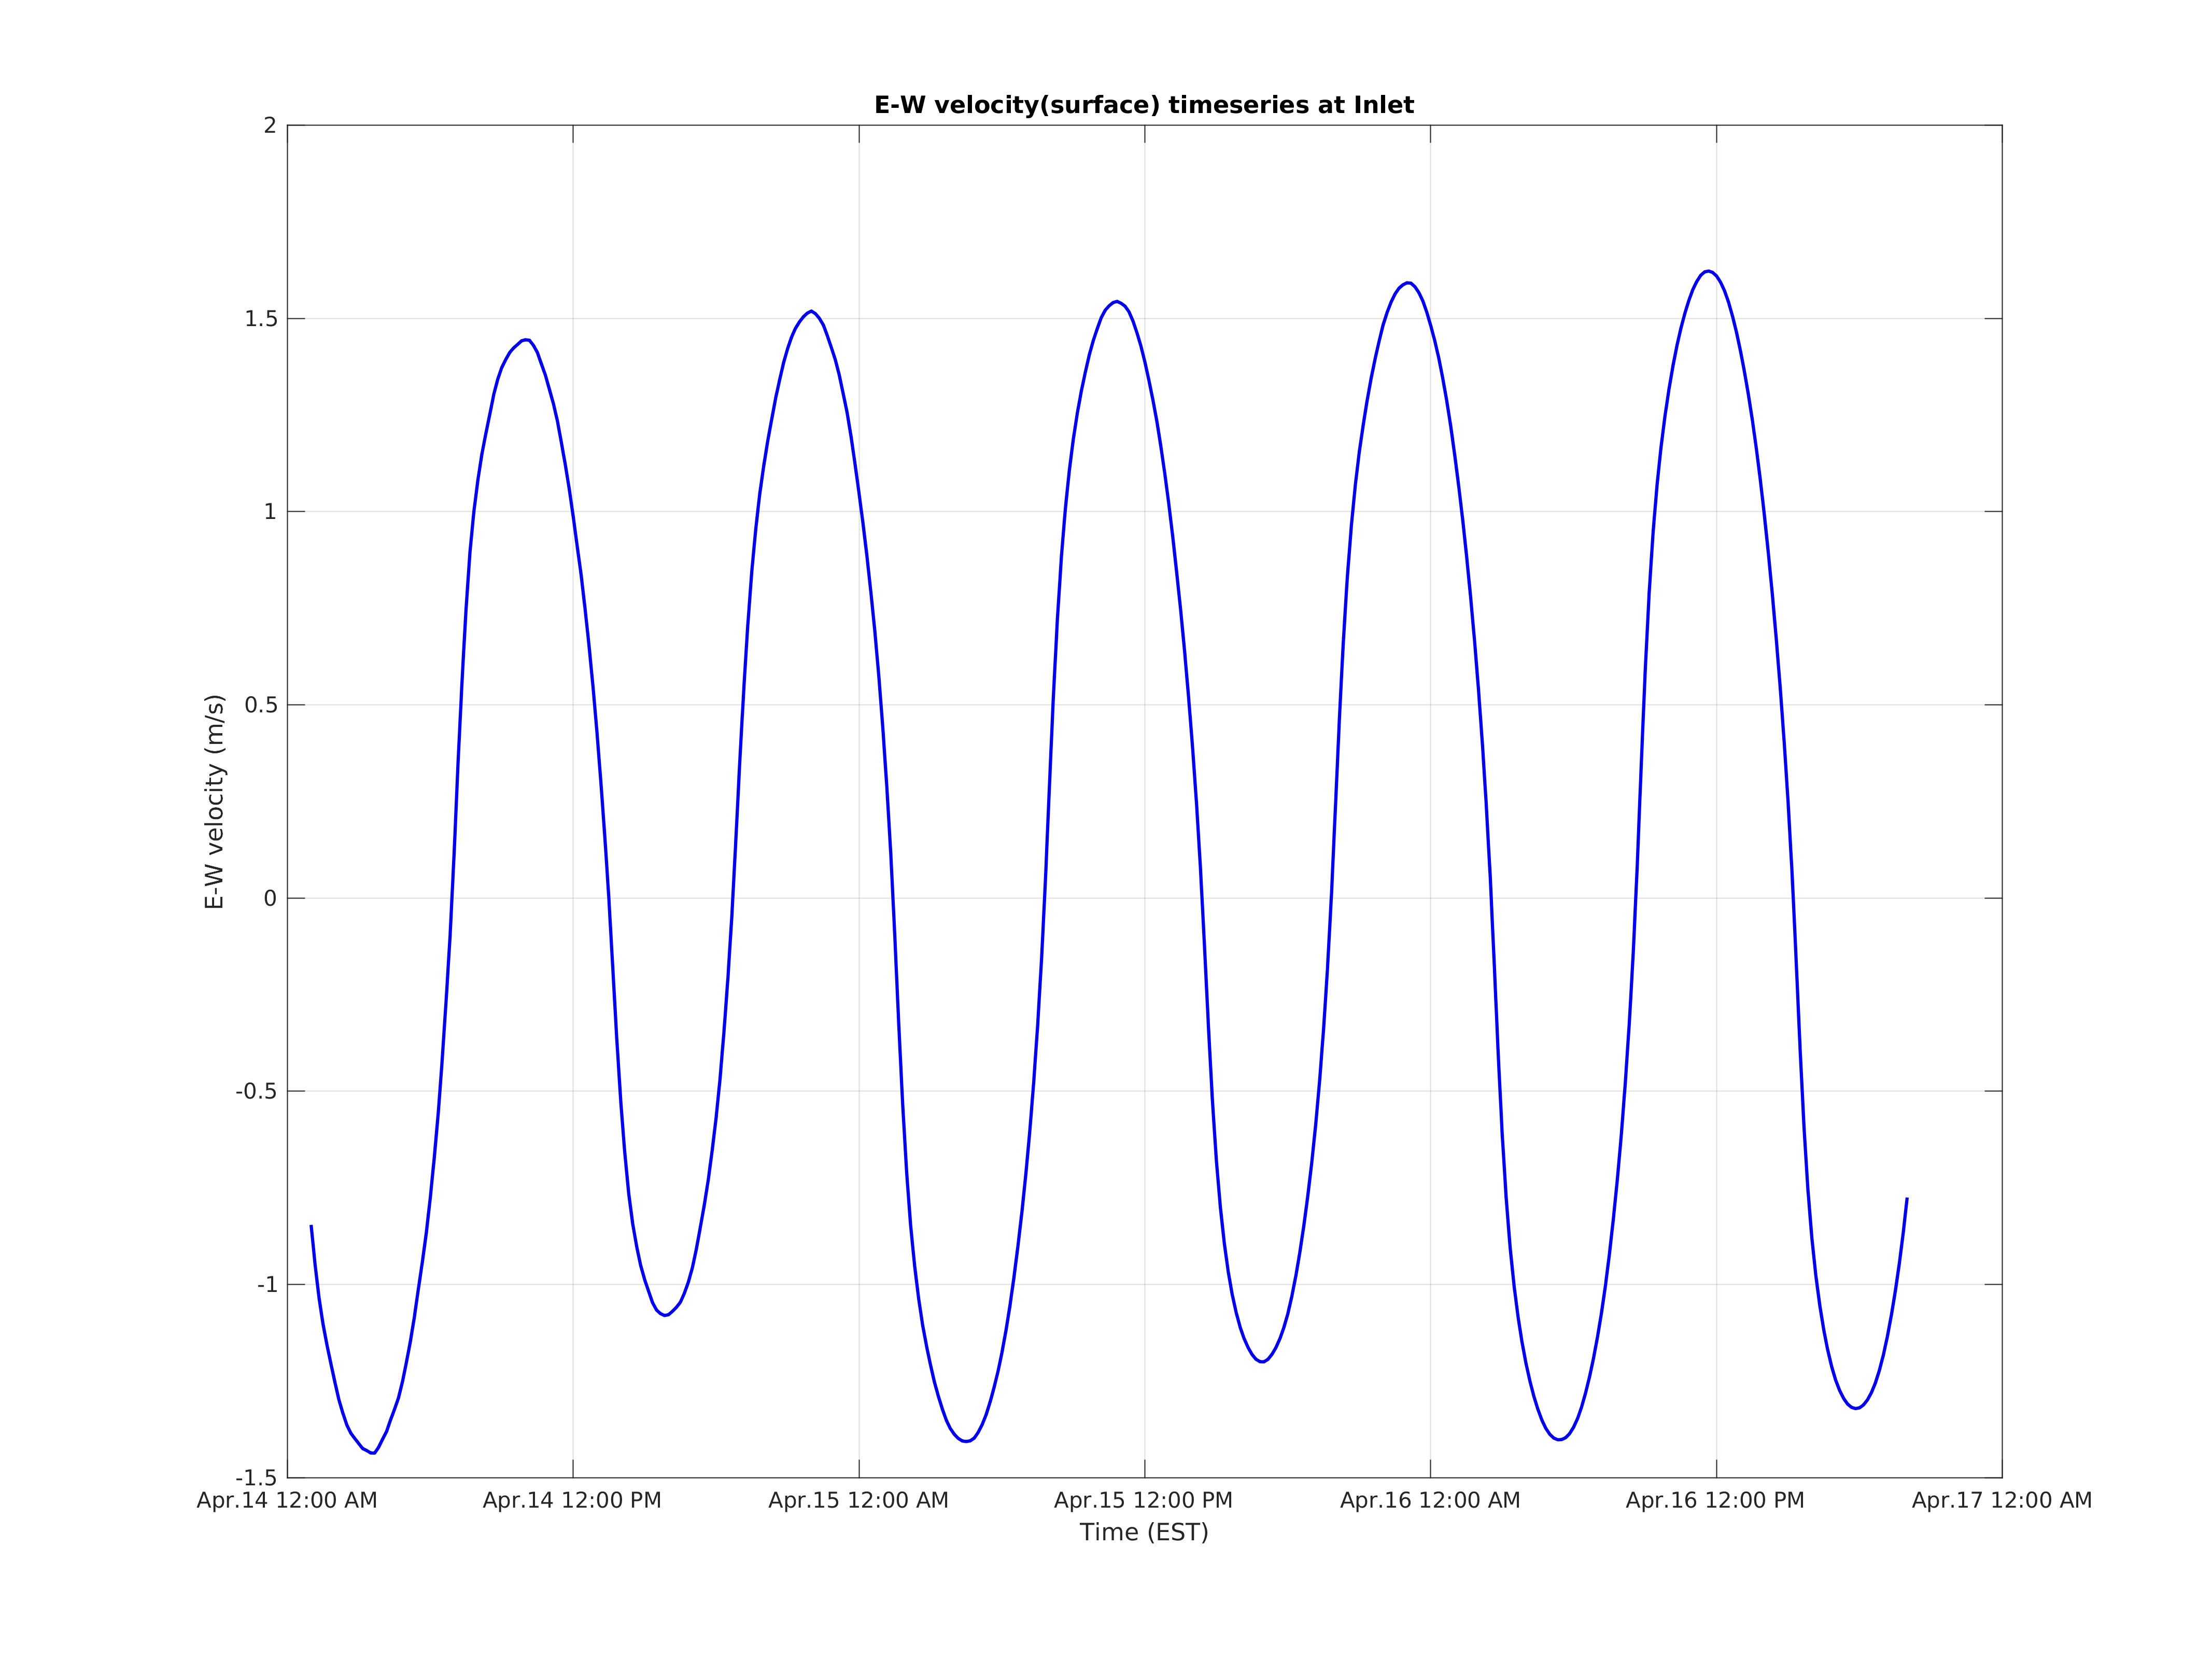 E-W velocity(surface) timeseries at Inlet
2
1.5
1
0.5
0
-0.5
-1
-1.5
E-W velocity (m/s)
Apr.14 12:00 AM Apr.14 12:00 PM Apr.15 12:00 AM Apr.15 12:00 PM Apr.16 12:00 AM Apr.16 12:00 PM Apr.17 12:00 AM
Time (EST)